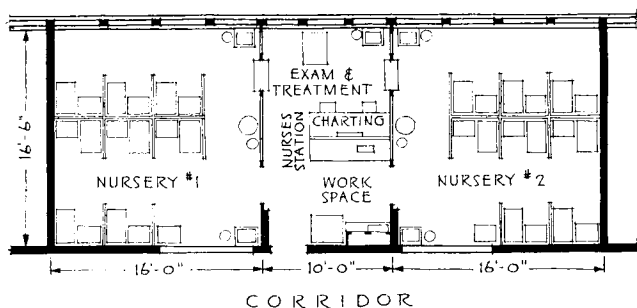 EXAM &
TREATMENT
NURSES
STATION
CHARTING
16'-6"
NURSERY #1
WORK
SPACE
NURSERY #2
16'-0"
10'-0"
16'-0"
CORRIDOR